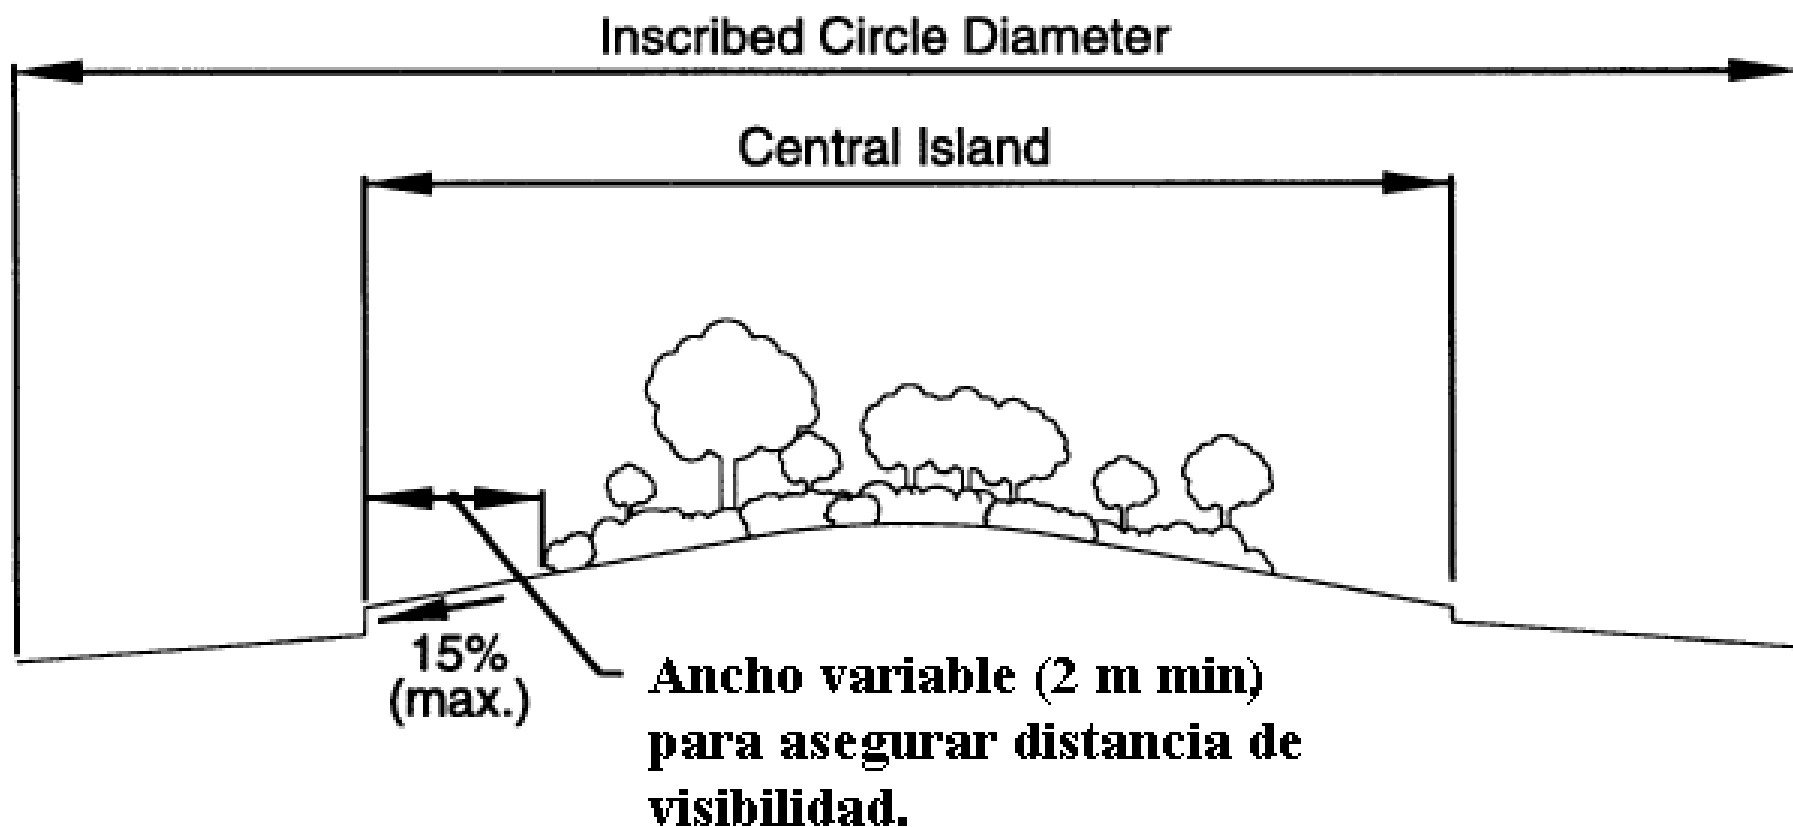 Inscribed Circle Diameter
Central Island
15%
(max.)
Ancho variable (2 m min)
para asegurar distancia de
visibilidad.